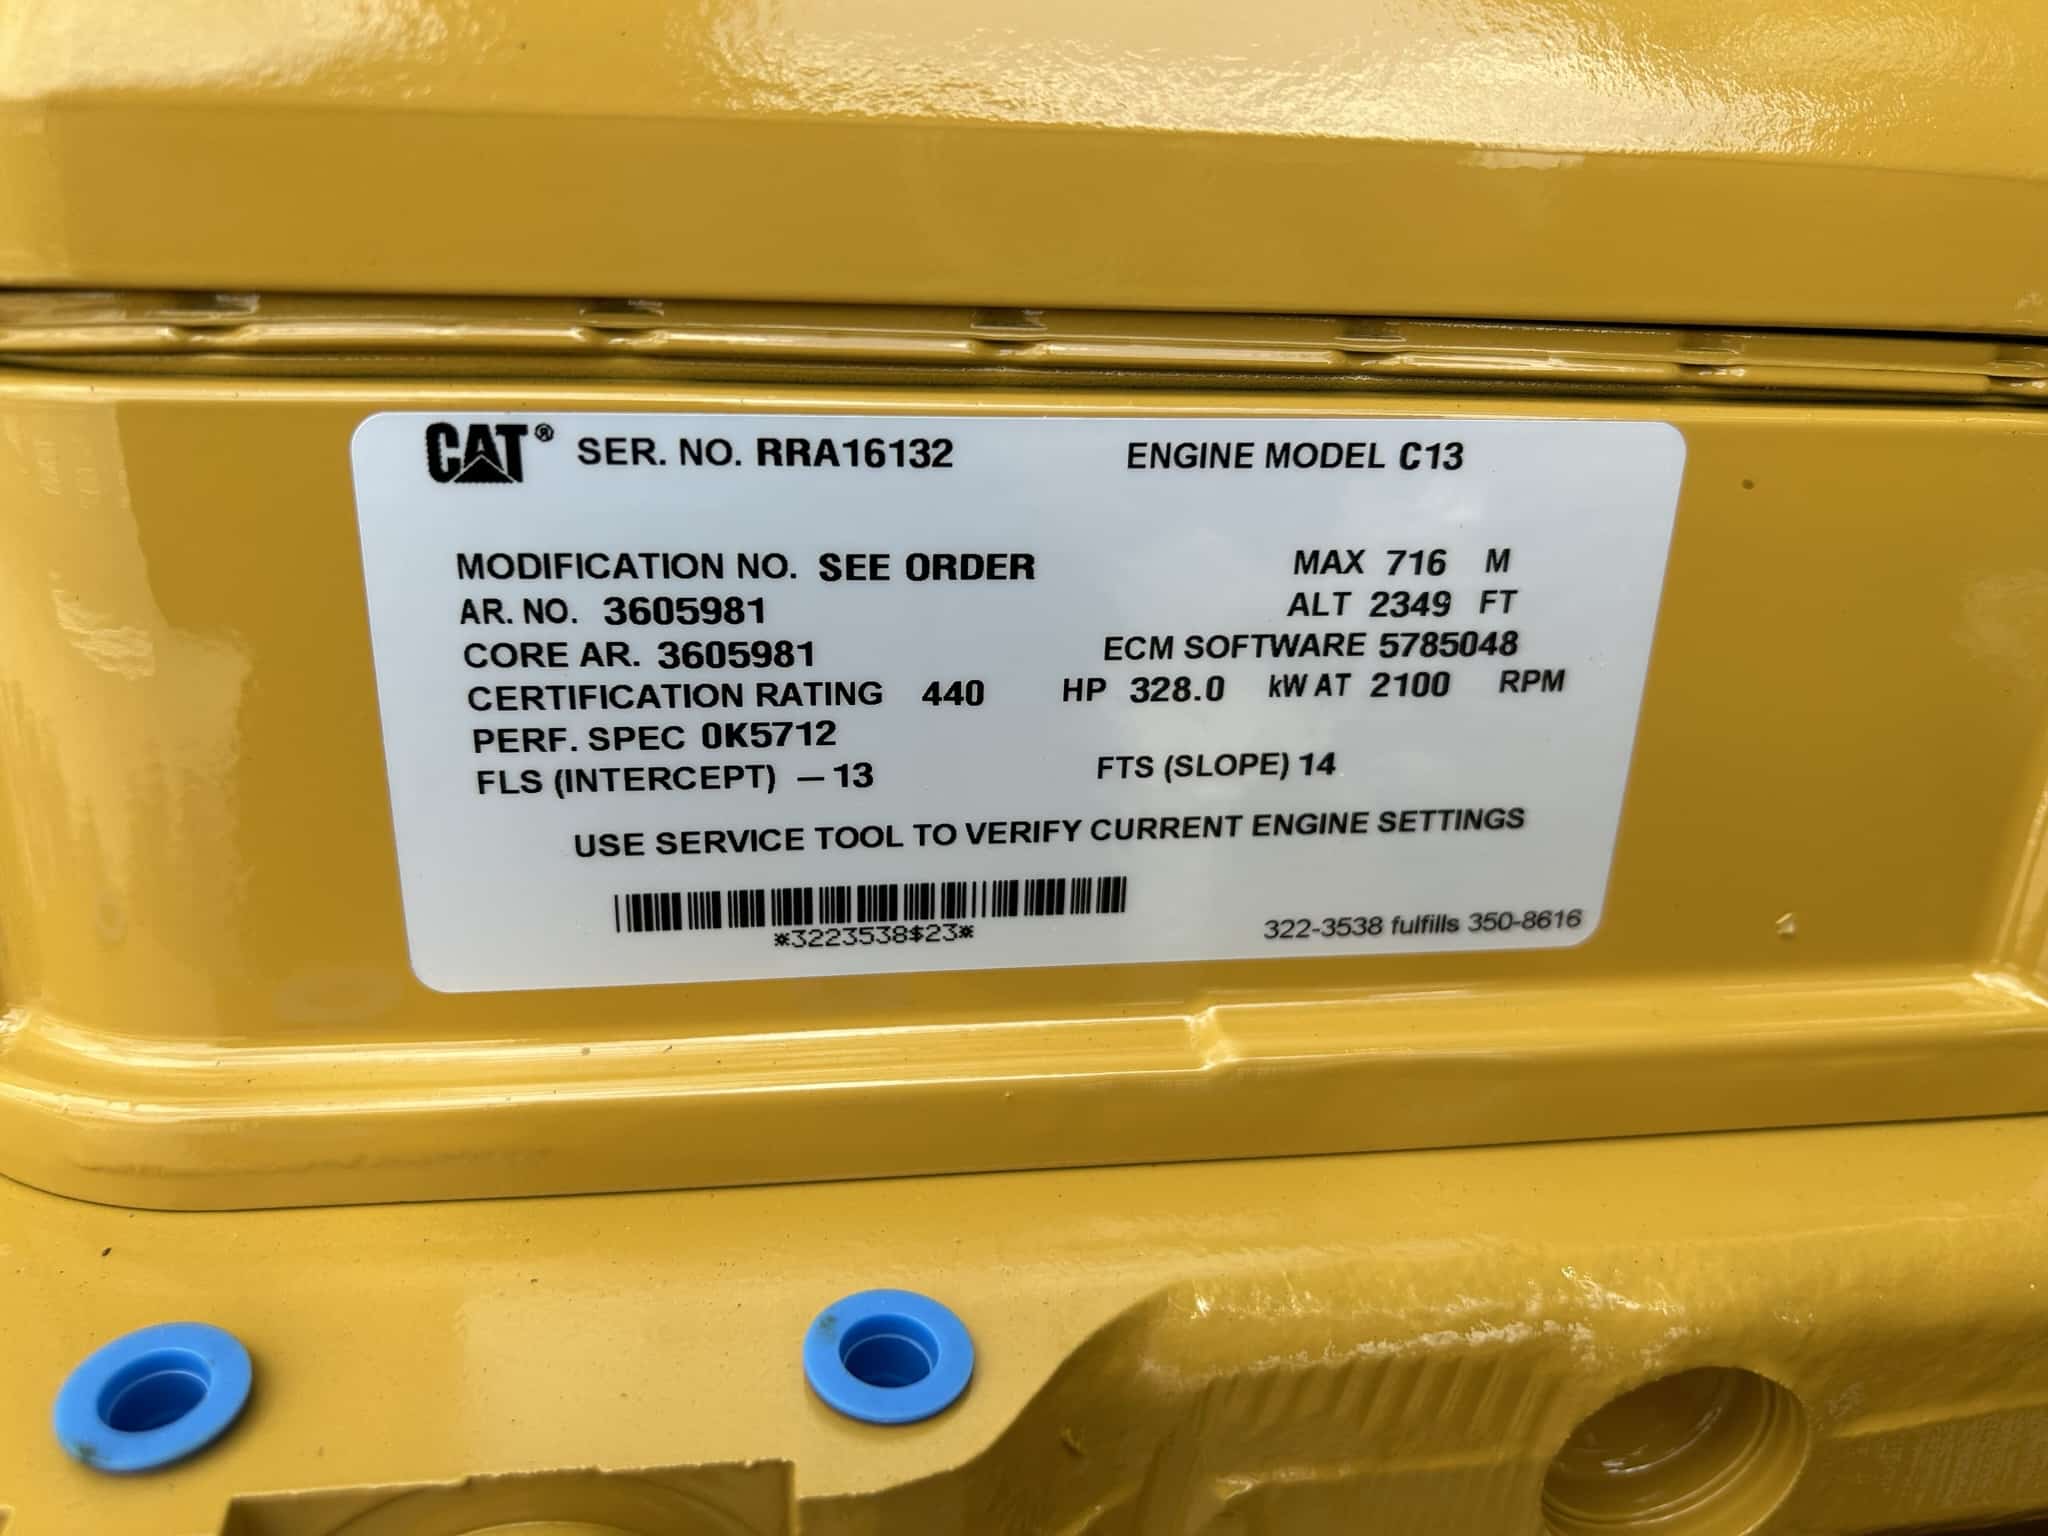 CAT® SER. NO. RRA16132 ENGINE MODEL C13
MODIFICATION NO. SEE ORDER MAX 716 M
AR. NO. 3605981 ALT 2349 FT
CORE AR. 3605981 ECM SOFTWARE 5785048
CERTIFICATION RATING 440 HP 328.0 kW AT 2100 RPM
PERF. SPEC 0K5712
FLS (INTERCEPT) —13 FTS (SLOPE) 14
USE SERVICE TOOL TO VERIFY CURRENT ENGINE SETTINGS
*3223538$23* 322-3538 fulfills 350-8616